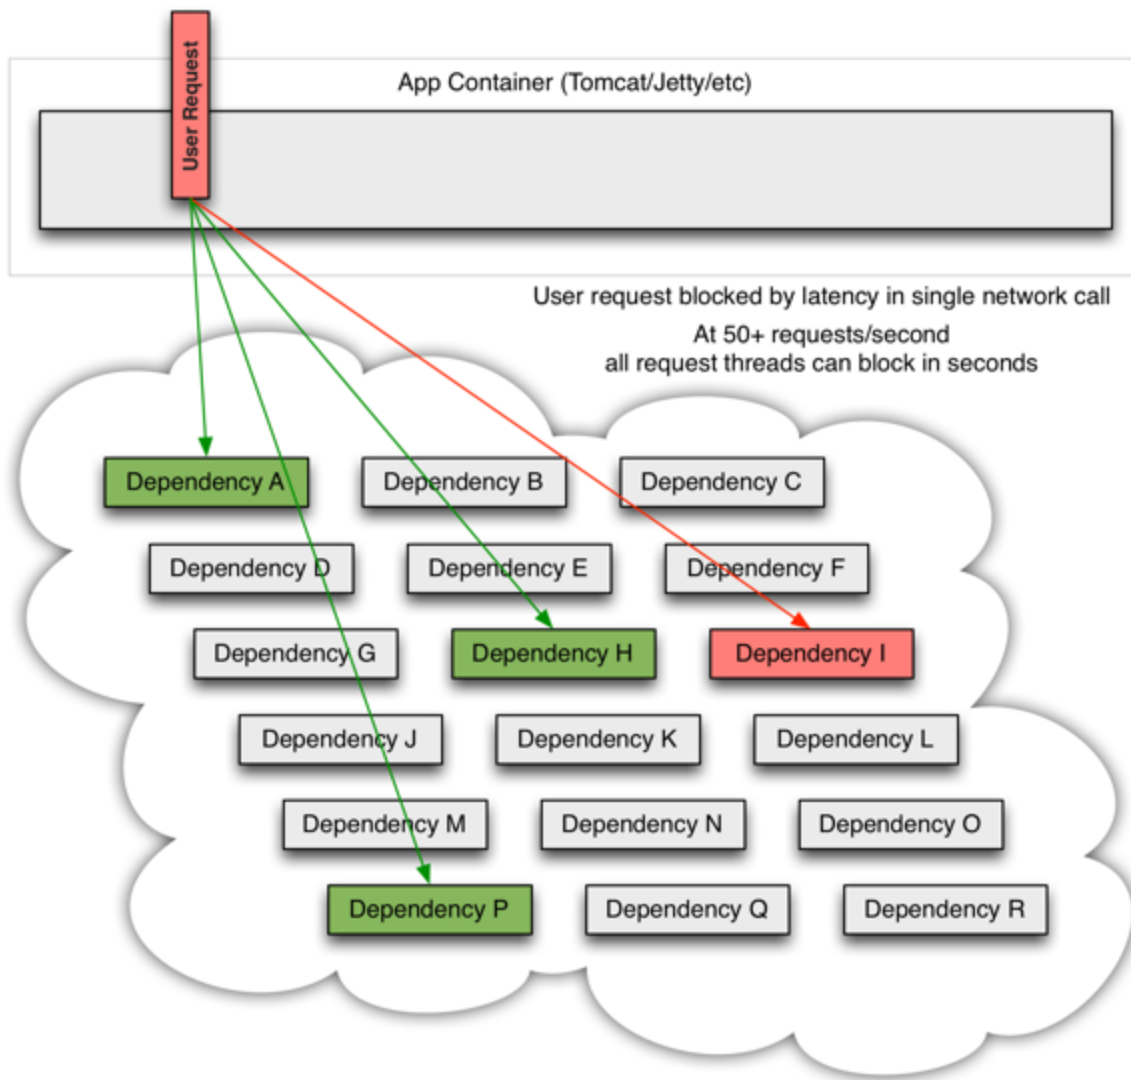 User Request
App Container (Tomcat/Jetty/etc)
User request blocked by latency in single network call
At 50+ requests/second
all request threads can block in seconds
Dependency A
Dependency B
Dependency C
Dependency D
Dependency E
Dependency F
Dependency G
Dependency H
Dependency I
Dependency J
Dependency K
Dependency L
Dependency M
Dependency N
Dependency O
Dependency P
Dependency Q
Dependency R